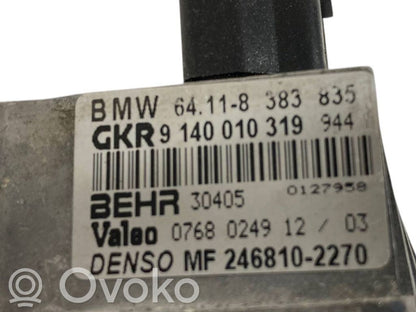 BMW 64.11-8 383 835
GKR 9 140 010 319 944
0127958
BEHR 30405
Valeo 0768 0249 12 / 03
DENSO MF 246810-2270
OVOKO